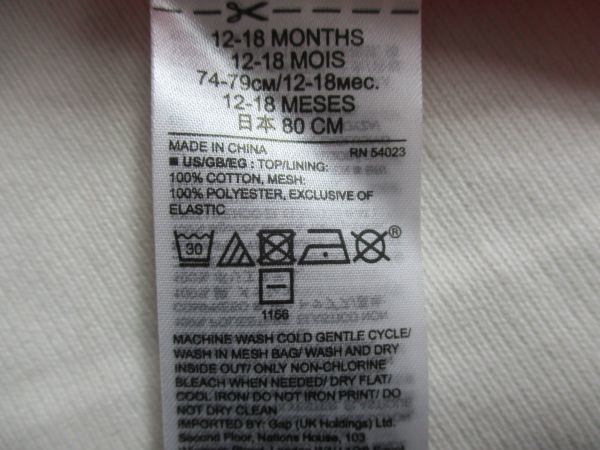 12-18 MONTHS
12-18 MOIS
74-79см/12-18мес.
12-18 MESES
日本 80 CM
MADE IN CHINA RN 54023
■ US/GB/EG : TOP/LINING:
100% COTTON, MESH:
100% POLYESTER, EXCLUSIVE OF
ELASTIC
30 ®
1166
MACHINE WASH COLD GENTLE CYCLE/
WASH IN MESH BAG/ WASH AND DRY
INSIDE OUT/ ONLY NON-CHLORINE
BLEACH WHEN NEEDED/ DRY FLAT/
COOL IRON/ DO NOT IRON PRINT/ DO
NOT DRY CLEAN
IMPORTED BY: Gap (UK Holdings) Ltd.
Second Floor, Nations House, 103